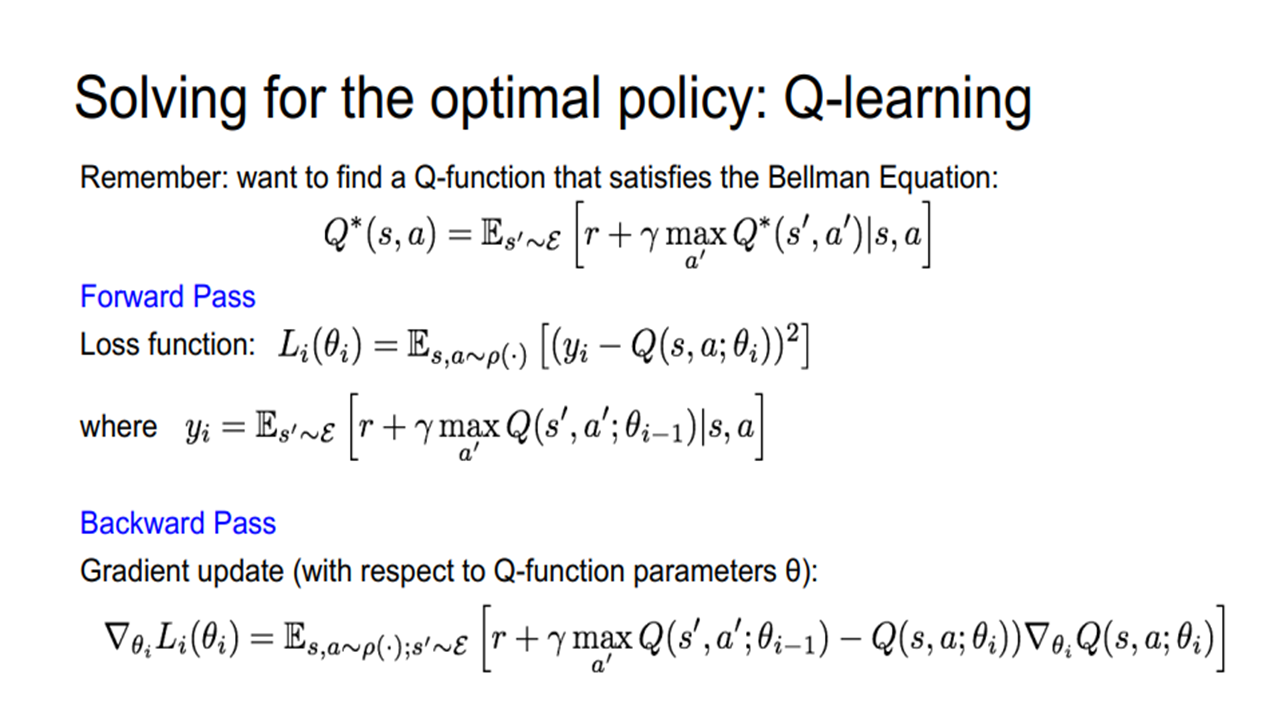 Solving for the optimal policy: Q-learning
Remember: want to find a Q-function that satisfies the Bellman Equation:
$Q^*(s, a) = \mathbb{E}_{s' \sim \mathcal{E}} \left[ r + \gamma \max_{a'} Q^*(s', a') | s, a \right]$
Forward Pass
Loss function: $L_i(\theta_i) = \mathbb{E}_{s,a \sim \rho(\cdot)} \left[ (y_i - Q(s, a; \theta_i))^2 \right]$
where $y_i = \mathbb{E}_{s' \sim \mathcal{E}} \left[ r + \gamma \max_{a'} Q(s', a'; \theta_{i-1}) | s, a \right]$
Backward Pass
Gradient update (with respect to Q-function parameters θ):
$\nabla_{\theta_i} L_i(\theta_i) = \mathbb{E}_{s,a \sim \rho(\cdot); s' \sim \mathcal{E}} \left[ r + \gamma \max_{a'} Q(s', a'; \theta_{i-1}) - Q(s, a; \theta_i)) \nabla_{\theta_i} Q(s, a; \theta_i) \right]$